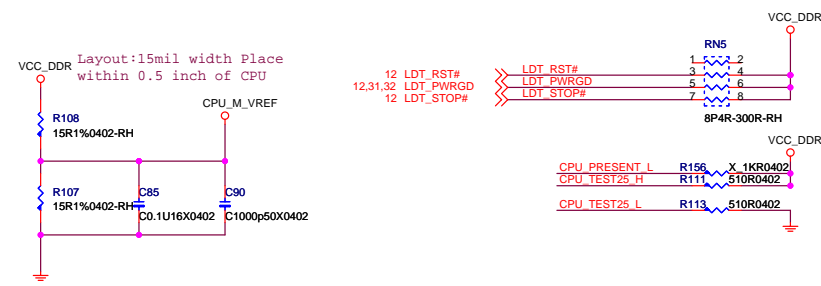 VCC_DDR
Layout:15mil width Place
within 0.5 inch of CPU
CPU_M_VREF
R108
15R1%0402-RH
R107
15R1%0402-RH
C85
C0.1U16X0402
C90
C1000p50X0402
VCC_DDR
RN5
1 2
12 LDT_RST# LDT_RST# 3 4
12,31,32 LDT_PWRGD LDT_PWRGD 5 6
12 LDT_STOP# LDT_STOP# 7 8
8P4R-300R-RH
VCC_DDR
CPU_PRESENT_L R156 X_1KR0402
CPU_TEST25_H R111 510R0402
CPU_TEST25_L R113 510R0402